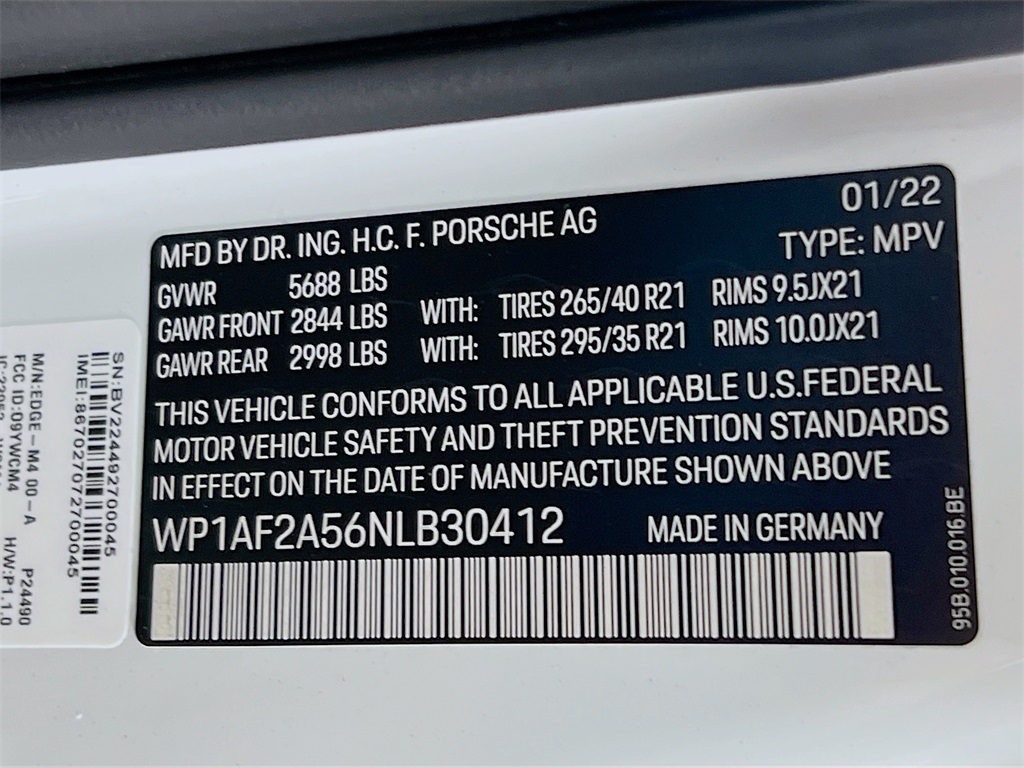 MFD BY DR. ING. H.C. F. PORSCHE AG
01/22
TYPE: MPV
GVWR 5688 LBS
GAWR FRONT 2844 LBS WITH: TIRES 265/40 R21 RIMS 9.5JX21
GAWR REAR 2998 LBS WITH: TIRES 295/35 R21 RIMS 10.0JX21
THIS VEHICLE CONFORMS TO ALL APPLICABLE U.S.FEDERAL
MOTOR VEHICLE SAFETY AND THEFT PREVENTION STANDARDS
IN EFFECT ON THE DATE OF MANUFACTURE SHOWN ABOVE.
WP1AF2A56NLB30412 MADE IN GERMANY
95B.010.016.BE
SN:BV224492700045
IMEI:867027072700045
M/N:EDGE-M4 00-A P24490
FCC ID:O9YWCM4 H/W:P1.1.0